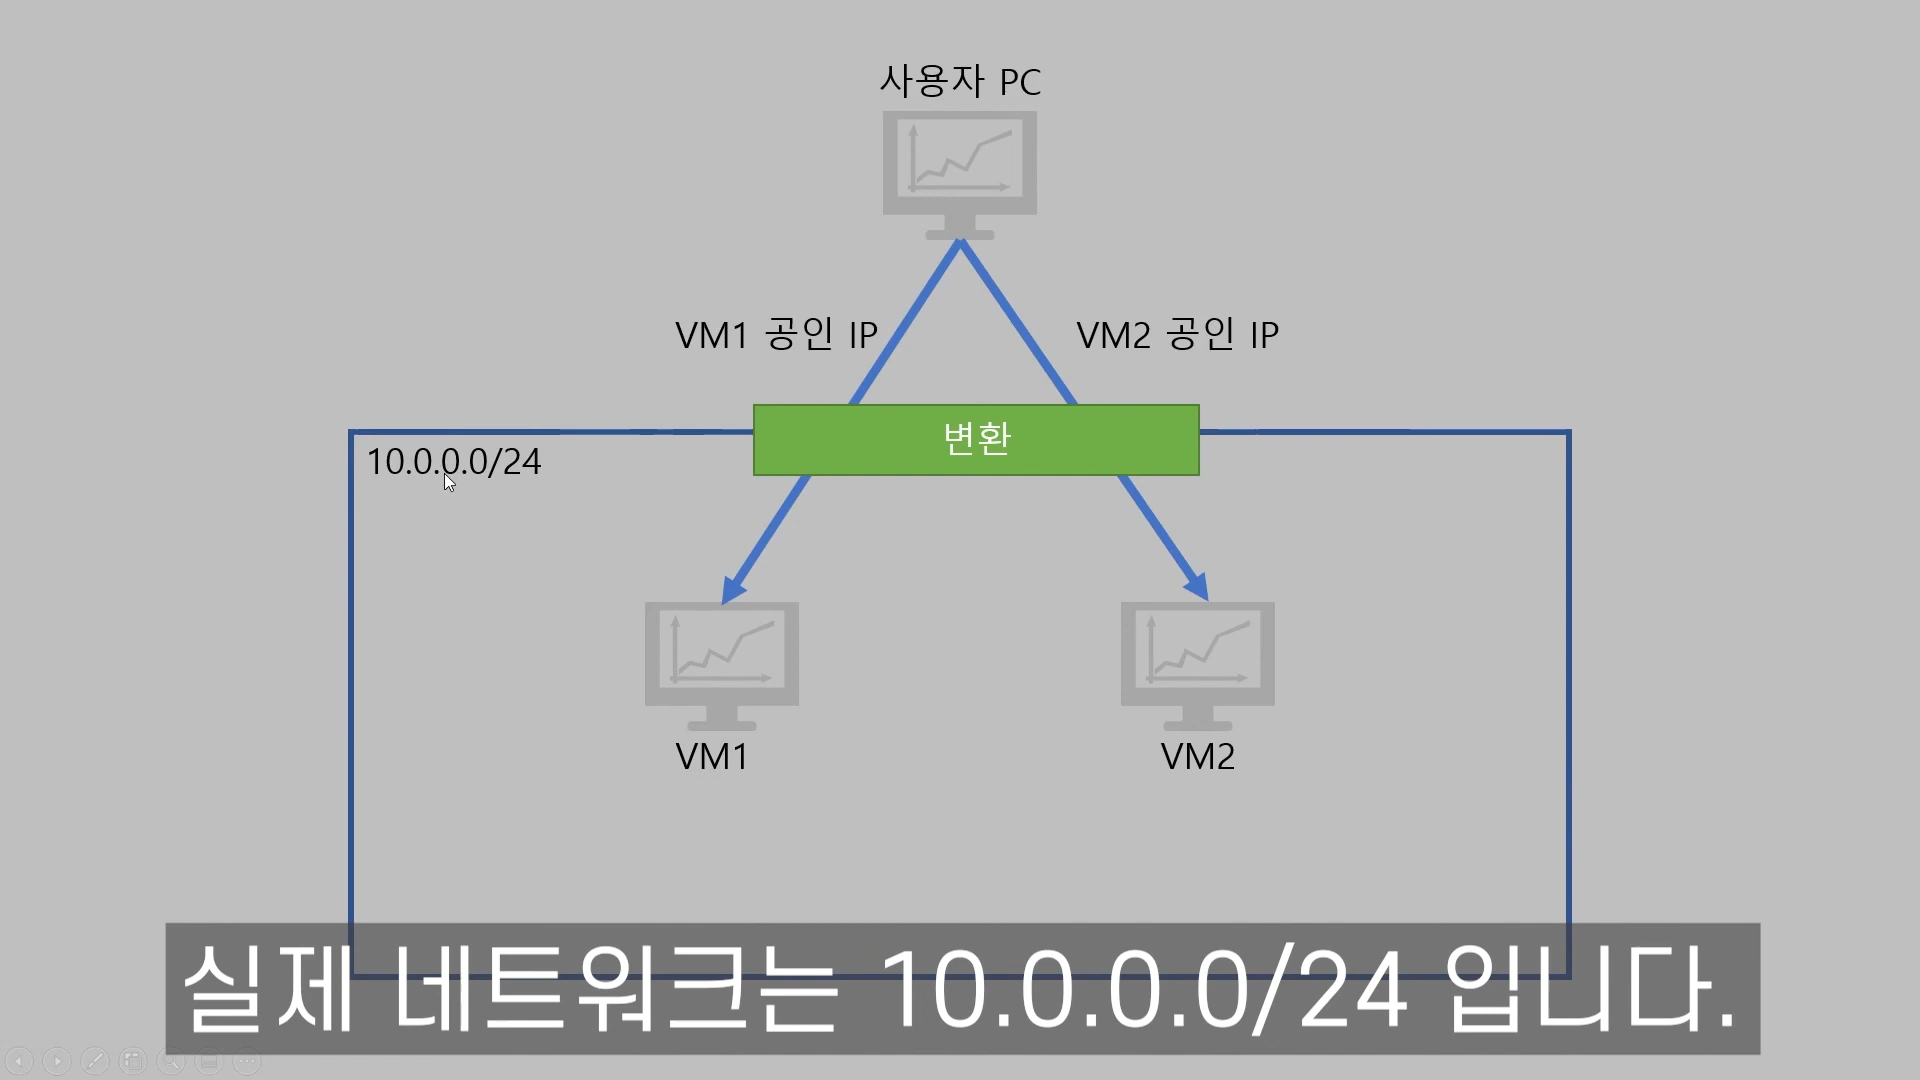 사용자 PC
VM1 공인 IP
VM2 공인 IP
변환
10.0.0.0/24
VM1
VM2
실제 네트워크는 10.0.0.0/24 입니다.